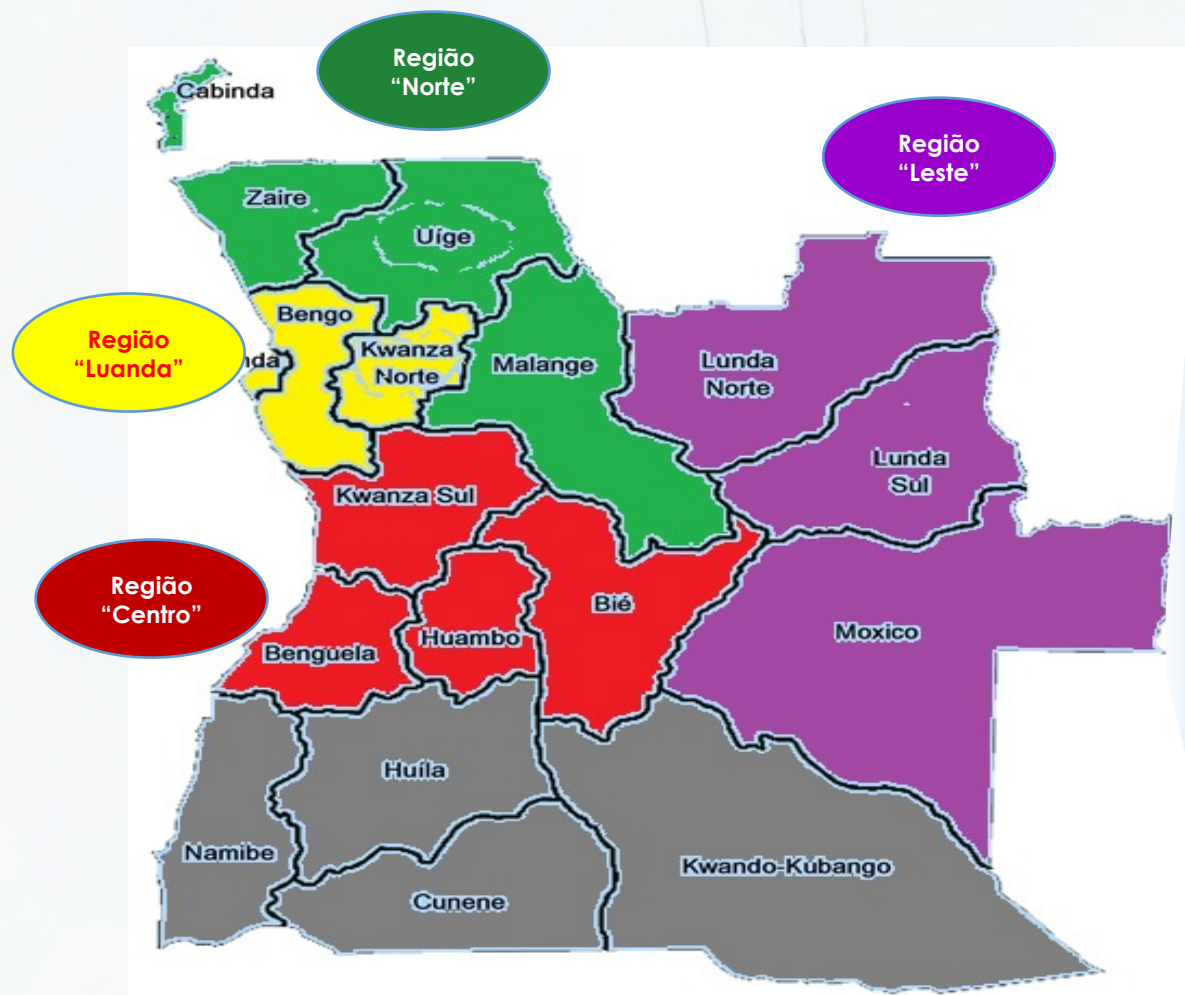 Região
“Norte”
Cabinda
Região
“Leste”
Zaire
Uíge
Bengo
Região
“Luanda”
nda
Kwanza
Norte
Malange
Lunda
Norte
Lunda
Sul
Kwanza Sul
Região
“Centro”
Bié
Huambo
Benguela
Moxico
Huíla
Namibe
Kwando-Kubango
Cunene